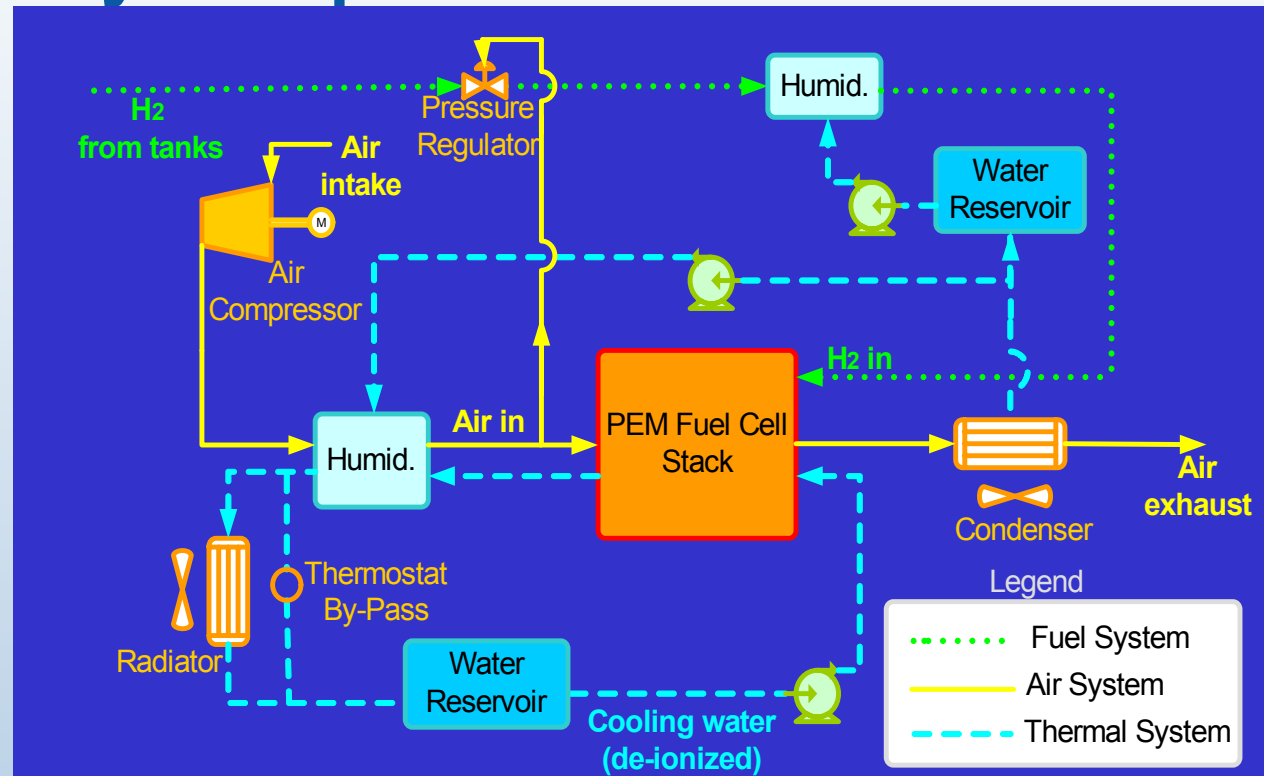 H2
from tanks
Pressure
Regulator
Humid.
Air
intake
M
Air
Compressor
Water
Reservoir
H2 in
Air in
Humid.
PEM Fuel Cell
Stack
Air
exhaust
Condenser
Thermostat
By-Pass
Radiator
Water
Reservoir
Cooling water
(de-ionized)
Legend
Fuel System
Air System
Thermal System